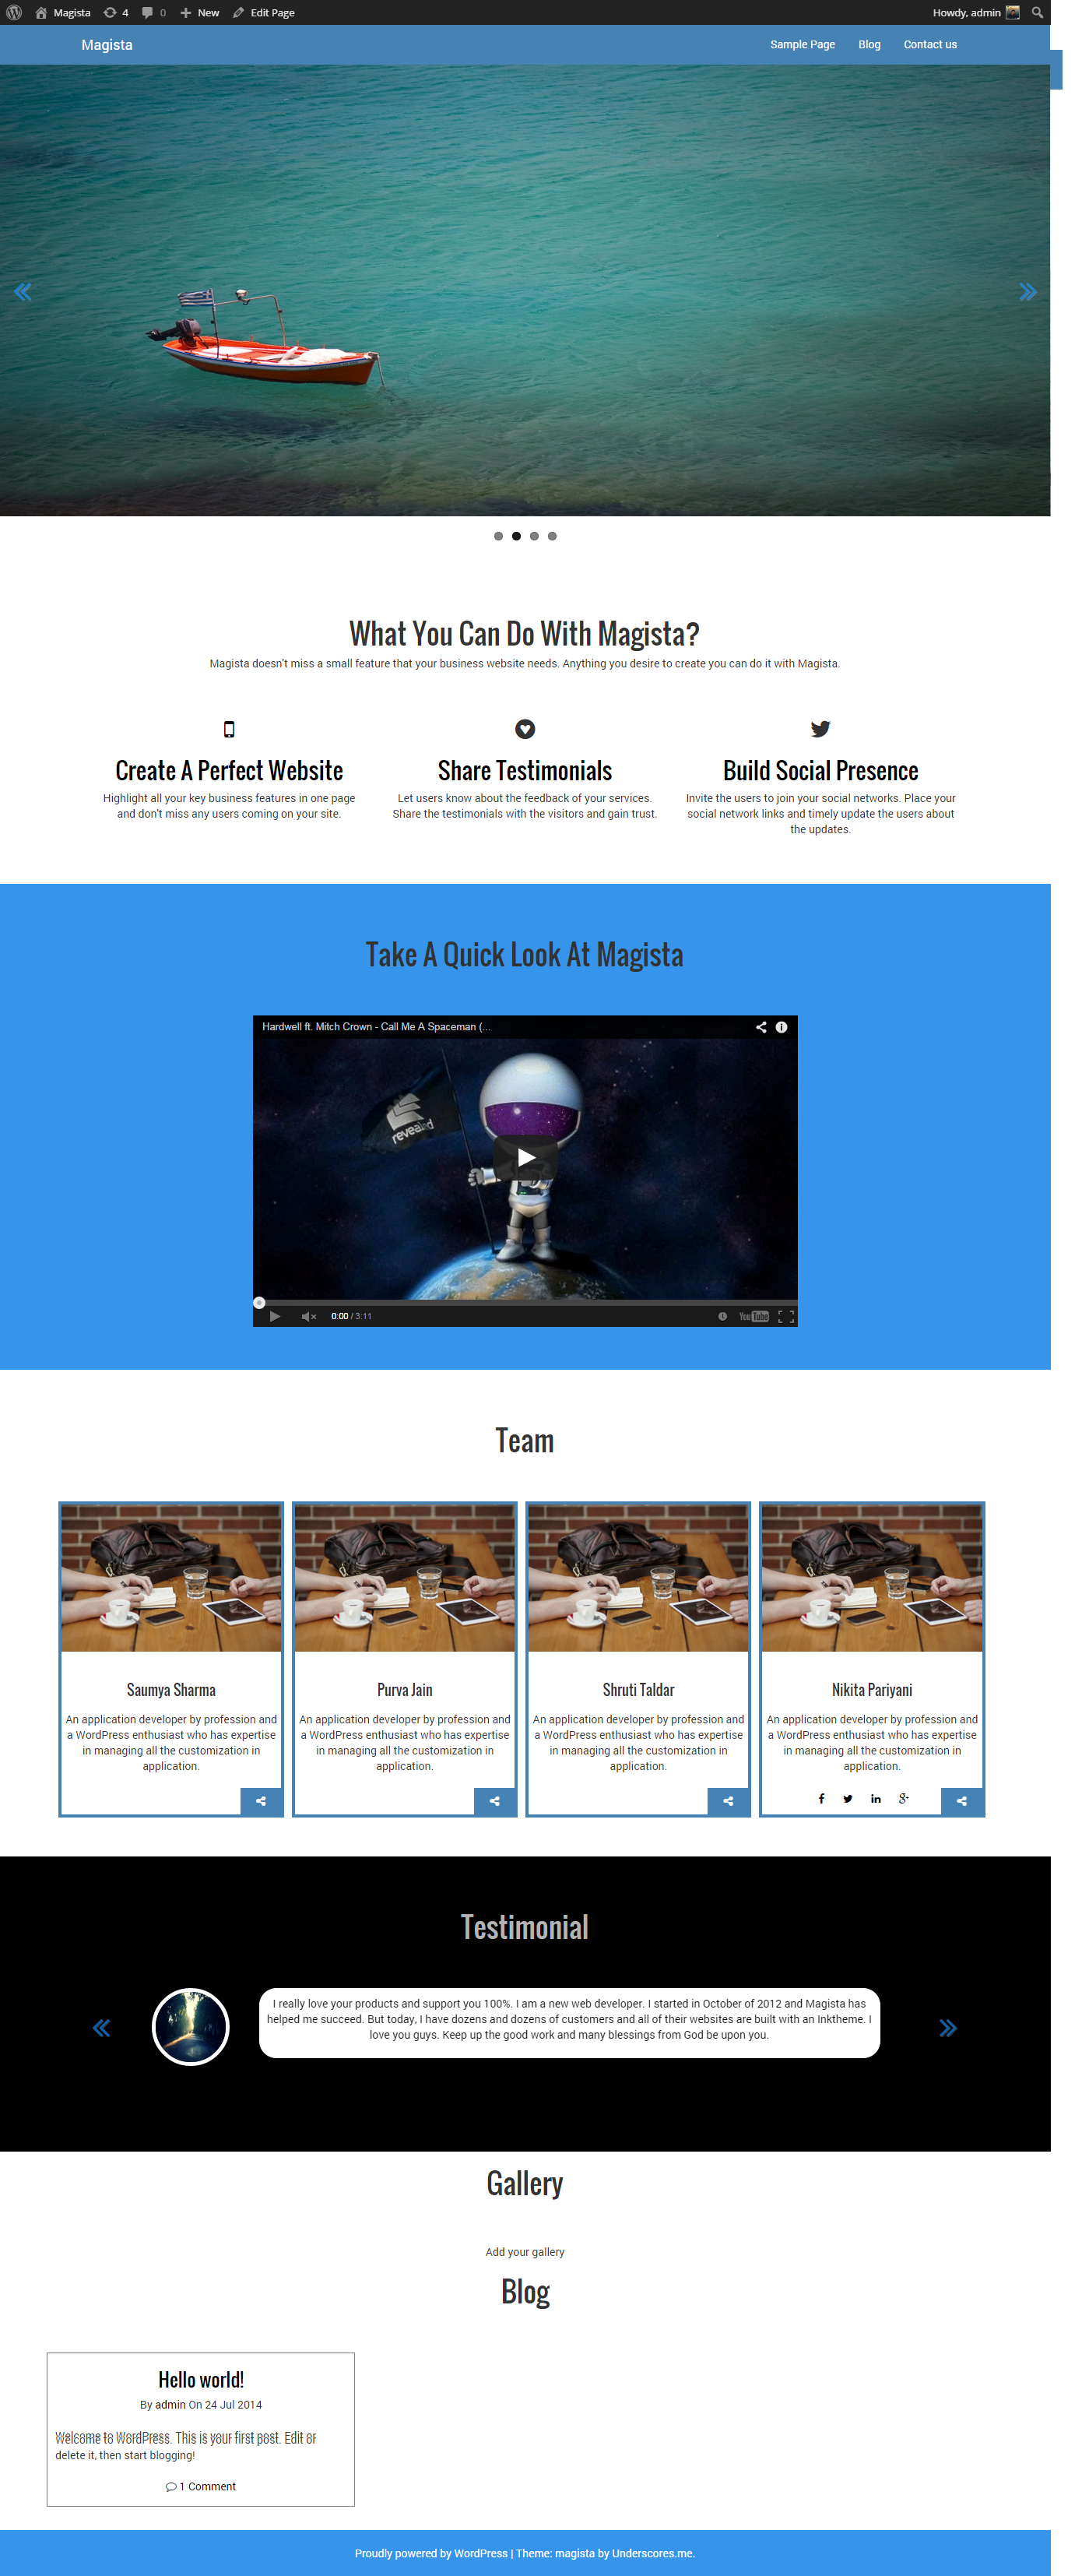 Magista 4 0 New Edit Page Howdy, admin
Magista Sample Page Blog Contact us
What You Can Do With Magista?
Magista doesn't miss a small feature that your business website needs. Anything you desire to create you can do it with Magista.
Create A Perfect Website
Highlight all your key business features in one page
and don't miss any users coming on your site.
Share Testimonials
Let users know about the feedback of your services.
Share the testimonials with the visitors and gain trust.
Build Social Presence
Invite the users to join your social networks. Place your
social network links and timely update the users about
the updates.
Take A Quick Look At Magista
Hardwell ft. Mitch Crown - Call Me A Spaceman (...
revealed
0:00 / 3:11 YouTube
Team
Saumya Sharma
An application developer by profession and
a WordPress enthusiast who has expertise
in managing all the customization in
application.
Purva Jain
An application developer by profession and
a WordPress enthusiast who has expertise
in managing all the customization in
application.
Shruti Taldar
An application developer by profession and
a WordPress enthusiast who has expertise
in managing all the customization in
application.
Nikita Pariyani
An application developer by profession and
a WordPress enthusiast who has expertise
in managing all the customization in
application.
Testimonial
I really love your products and support you 100%. I am a new web developer. I started in October of 2012 and Magista has
helped me succeed. But today, I have dozens and dozens of customers and all of their websites are built with an Inktheme. I
love you guys. Keep up the good work and many blessings from God be upon you.
Gallery
Add your gallery
Blog
Hello world!
By admin On 24 Jul 2014
Welcome to WordPress. This is your first post. Edit or
delete it, then start blogging!
1 Comment
Proudly powered by WordPress | Theme: magista by Underscores.me.